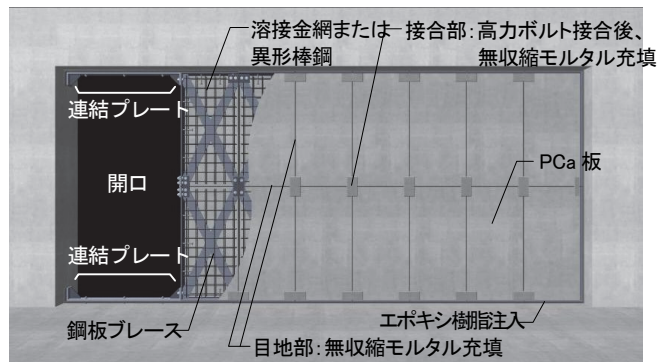 溶接金網または
異形棒鋼
接合部:高力ボルト接合後、
無収縮モルタル充填
連結プレート
開口
PCa 板
連結プレート
鋼板ブレース
エポキシ樹脂注入
目地部:無収縮モルタル充填